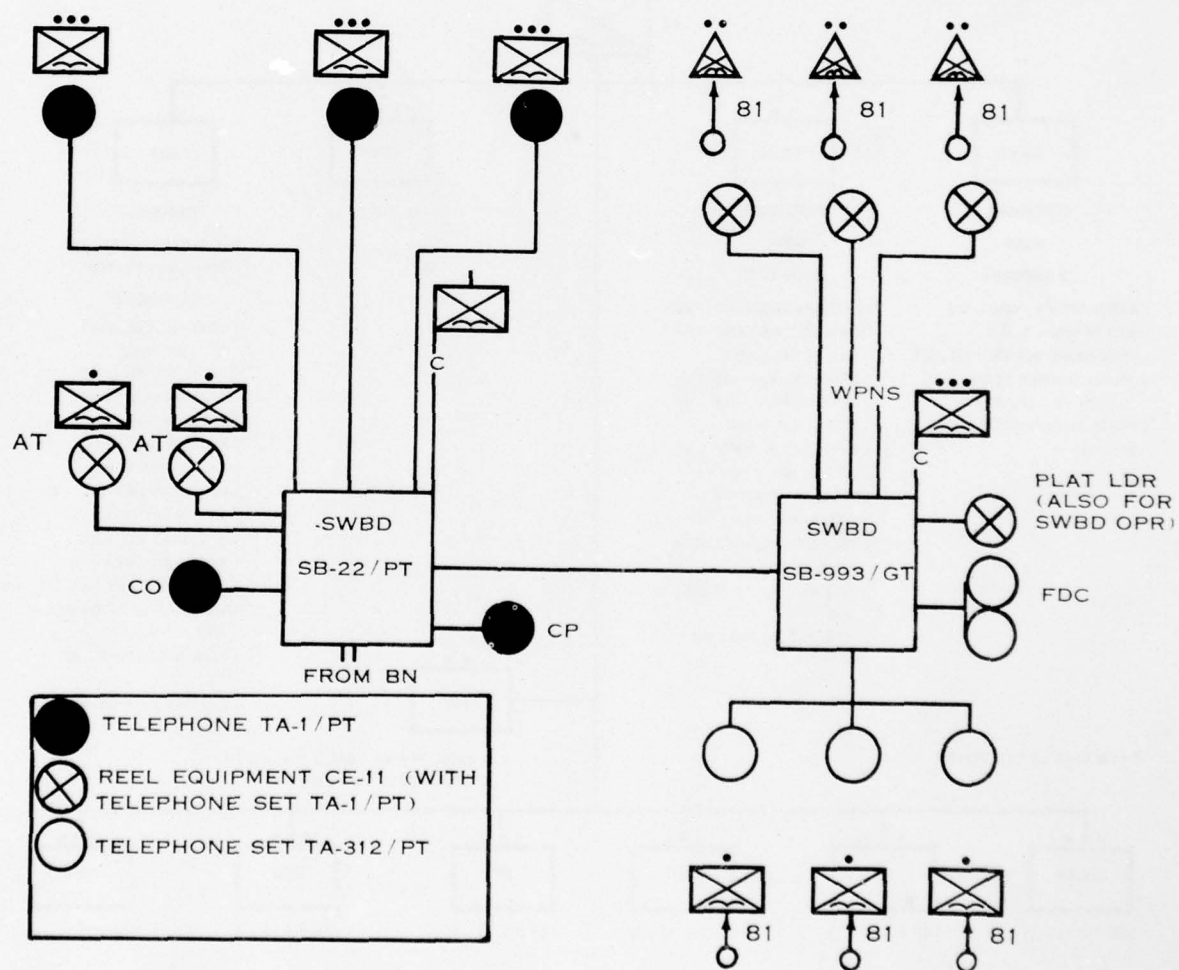 81
81
81
C
WPNS
AT
AT
C
PLAT LDR
(ALSO FOR
SWBD OPR)
-SWBD
SB-22/PT
SWBD
SB-993/GT
CO
FDC
CP
FROM BN
TELEPHONE TA-1/PT
REEL EQUIPMENT CE-11 (WITH
TELEPHONE SET TA-1/PT)
TELEPHONE SET TA-312/PT
81
81
81